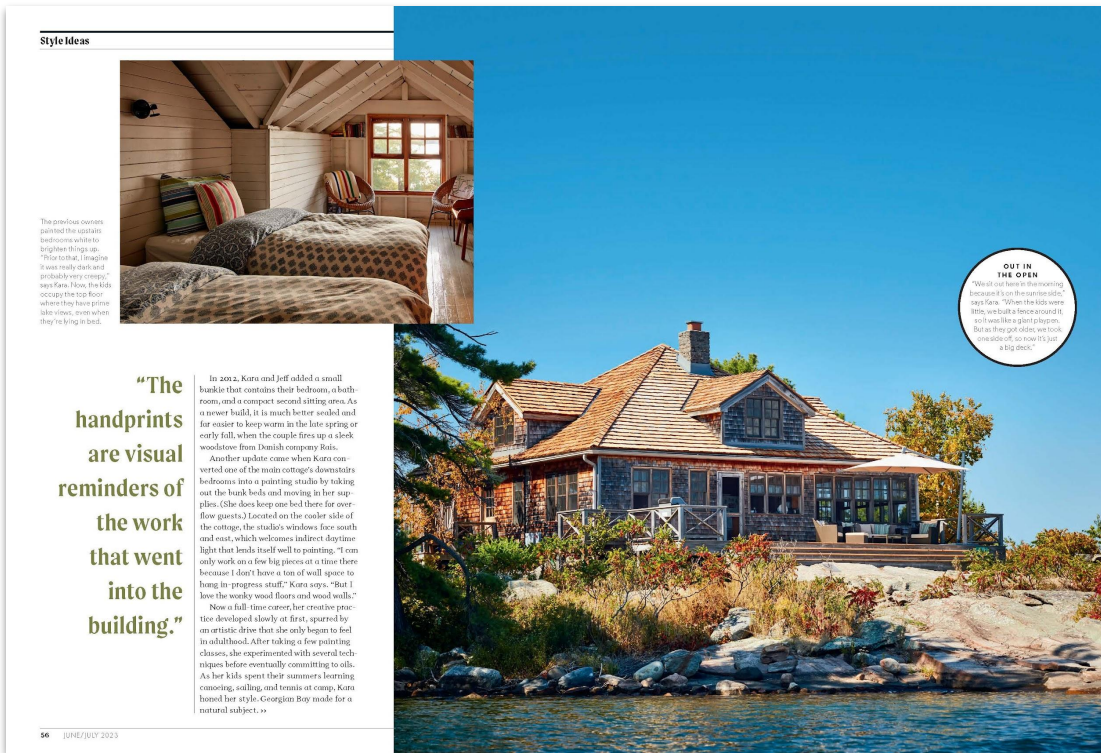 Style Ideas
The previous owners
painted the upstairs
bedrooms white to
brighten things up.
“Prior to that, I imagine
it was really dark and
probably very creepy,”
says Kara. Now, the kids
occupy the top floor
where they have prime
lake views, even when
they’re lying in bed.
“The
handprints
are visual
reminders of
the work
that went
into the
building.”
In 2012, Kara and Jeff added a small
bunkie that contains their bedroom, a bath-
room, and a compact second sitting area. As
a newer build, it is much better sealed and
far easier to keep warm in the late spring or
early fall, when the couple fires up a sleek
woodstove from Danish company Rais.
Another update came when Kara con-
verted one of the main cottage’s downstairs
bedrooms into a painting studio by taking
out the bunk beds and moving in her sup-
plies. (She does keep one bed there for over-
flow guests.) Located on the cooler side of
the cottage, the studio’s windows face south
and east, which welcomes indirect daytime
light that lends itself well to painting. “I can
only work on a few big pieces at a time there
because I don’t have a ton of wall space to
hang in-progress stuff,” Kara says. “But I
love the wonky wood floors and wood walls.”
Now a full-time career, her creative prac-
tice developed slowly at first, spurred by
an artistic drive that she only began to feel
in adulthood. After taking a few painting
classes, she experimented with several tech-
niques before eventually committing to oils.
As her kids spent their summers learning
canoeing, sailing, and tennis at camp, Kara
honed her style. Georgian Bay made for a
natural subject. »
OUT IN
THE OPEN
“We sit out here in the morning
because it’s on the sunrise side,”
says Kara. “When the kids were
little, we built a fence around it,
so it was like a giant playpen.
But as they got older, we took
one side off, so now it’s just
a big deck.”
56 JUNE/JULY 2025